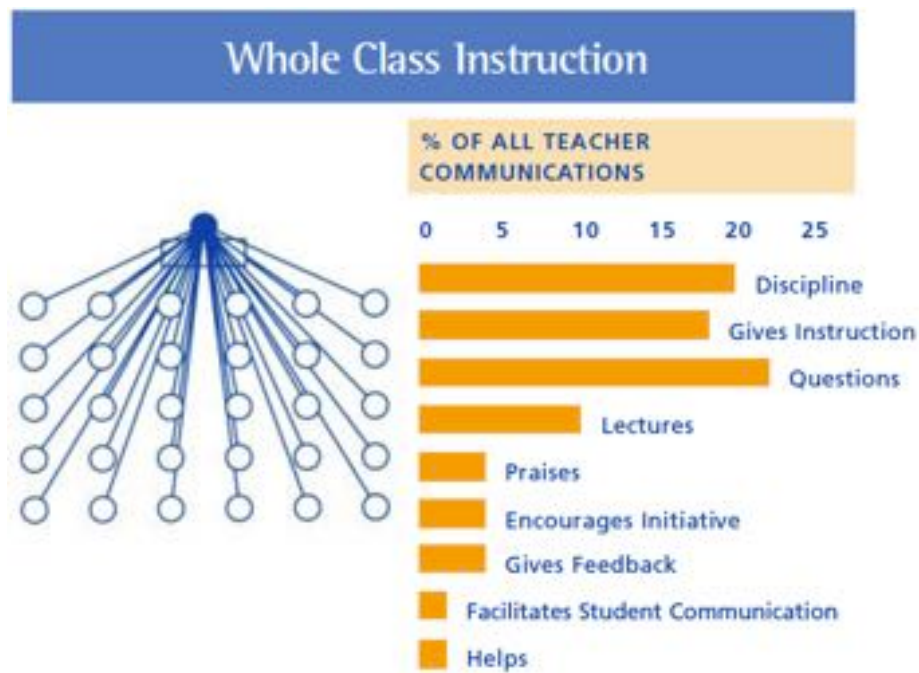 Whole Class Instruction
% OF ALL TEACHER
COMMUNICATIONS
0 5 10 15 20 25
Discipline
Gives Instruction
Questions
Lectures
Praises
Encourages Initiative
Gives Feedback
Facilitates Student Communication
Helps